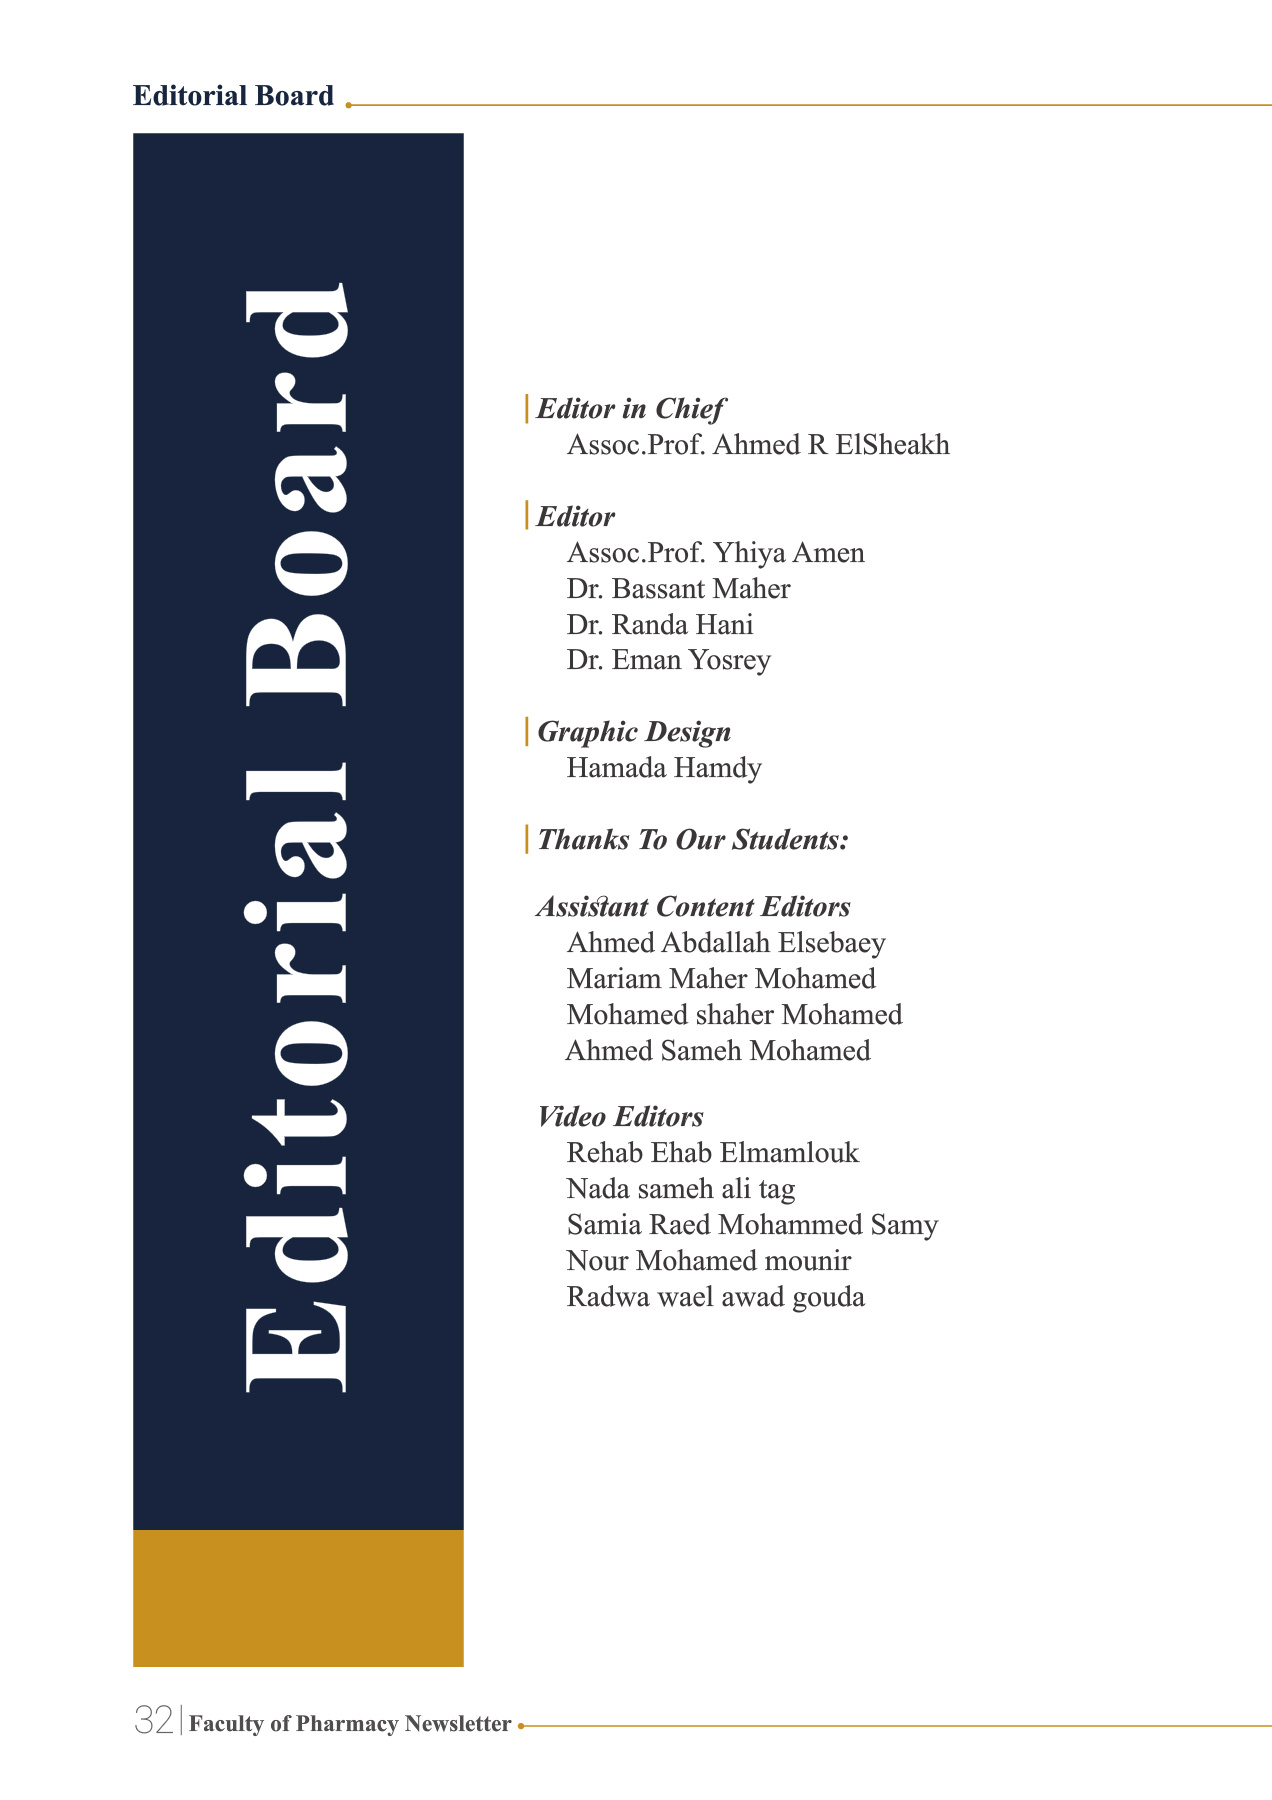 Editorial Board
Editorial Board
Editor in Chief
Assoc.Prof. Ahmed R ElSheakh
Editor
Assoc.Prof. Yhiya Amen
Dr. Bassant Maher
Dr. Randa Hani
Dr. Eman Yosrey
Graphic Design
Hamada Hamdy
Thanks To Our Students:
Assistant Content Editors
Ahmed Abdallah Elsebaey
Mariam Maher Mohamed
Mohamed shaher Mohamed
Ahmed Sameh Mohamed
Video Editors
Rehab Ehab Elmamlouk
Nada sameh ali tag
Samia Raed Mohammed Samy
Nour Mohamed mounir
Radwa wael awad gouda
32 Faculty of Pharmacy Newsletter